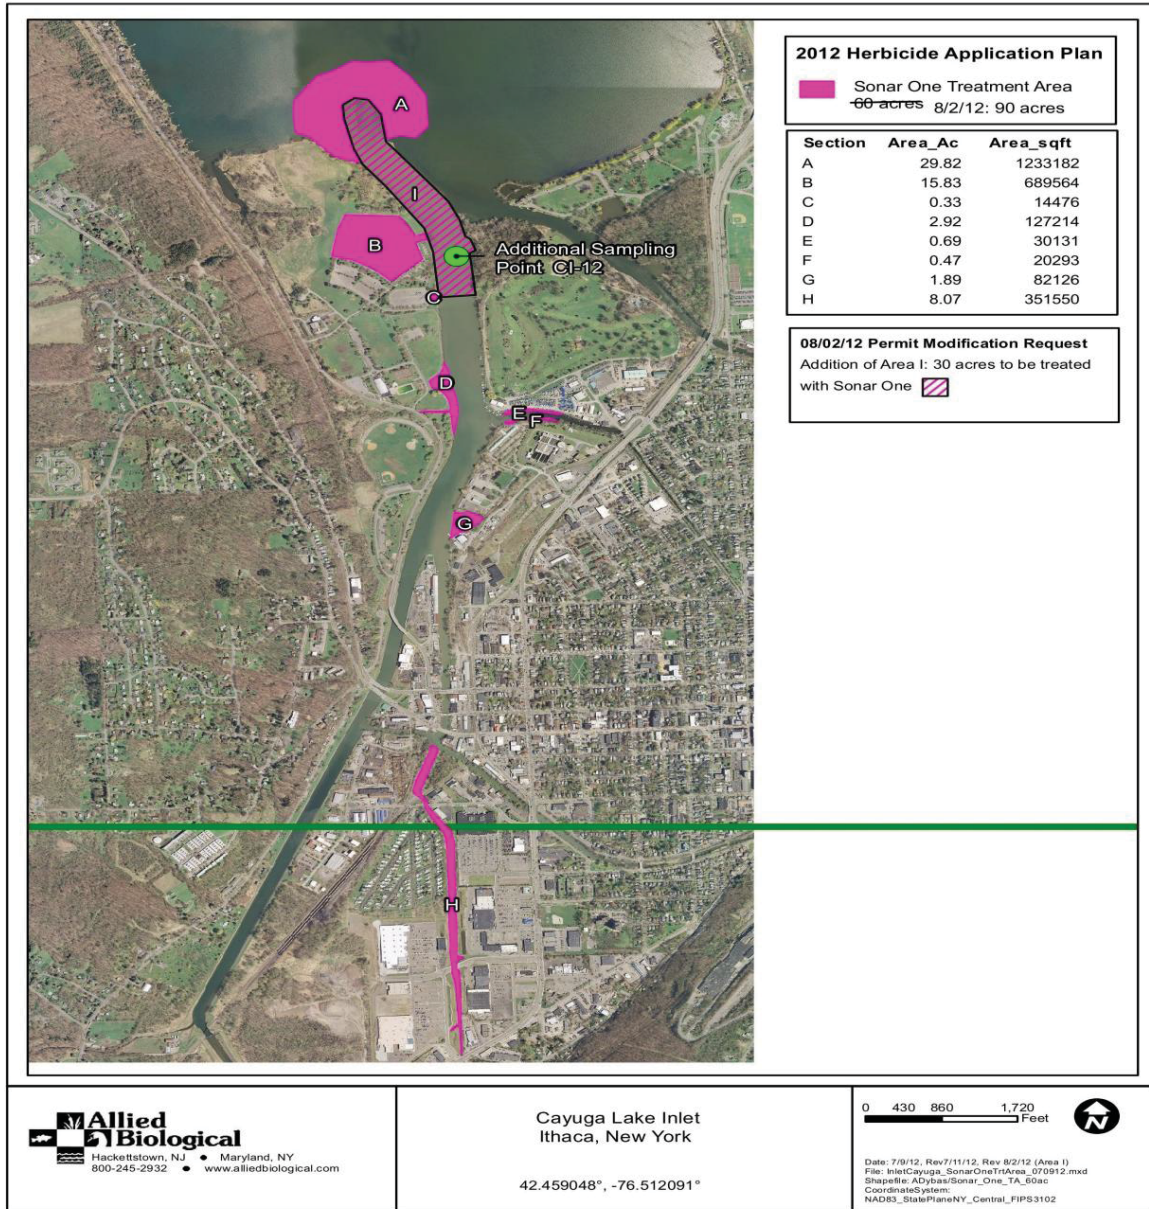 2012 Herbicide Application Plan
Sonar One Treatment Area
60 acres 8/2/12: 90 acres
Section Area_Ac Area_sqft
A 29.82 1233182
B 15.83 689564
C 0.33 14476
D 2.92 127214
E 0.69 30131
F 0.47 20293
G 1.89 82126
H 8.07 351550
08/02/12 Permit Modification Request
Addition of Area I: 30 acres to be treated
with Sonar One
A
I
B
Additional Sampling
Point CI-12
C
D
E
F
G
H
Allied
Biological
Hackettstown, NJ ● Maryland, NY
800-245-2932 ● www.alliedbiological.com
Cayuga Lake Inlet
Ithaca, New York
42.459048°, -76.512091°
0 430 860 1,720
Feet
N
Date: 7/9/12, Rev7/11/12, Rev 8/2/12 (Area I)
File: InletCayuga_SonarOneTrtArea_070912.mxd
Shapefile: ADybas/Sonar_One_TA_60ac
CoordinateSystem:
NAD83_StatePlaneNY_Central_FIPS3102